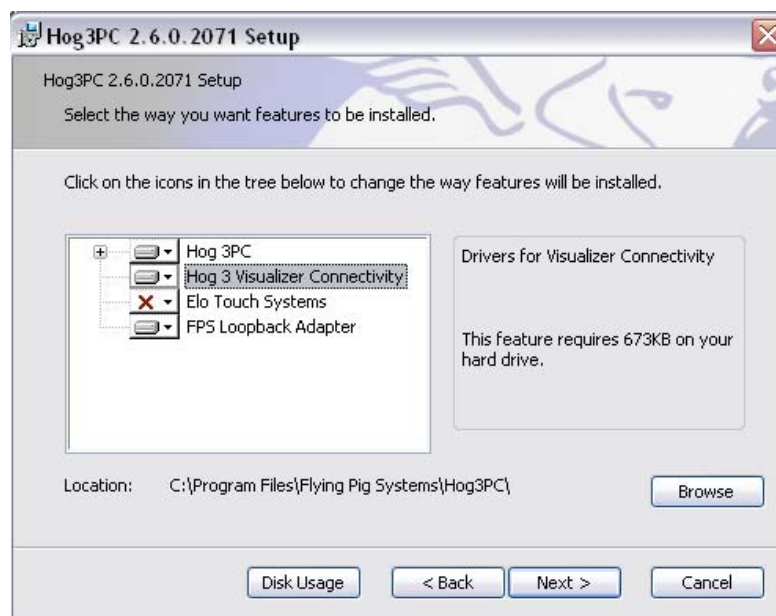 Hog3PC 2.6.0.2071 Setup
Hog3PC 2.6.0.2071 Setup
Select the way you want features to be installed.
Click on the icons in the tree below to change the way features will be installed.
Hog 3PC
Hog 3 Visualizer Connectivity
Elo Touch Systems
FPS Loopback Adapter
Drivers for Visualizer Connectivity
This feature requires 673KB on your
hard drive.
Location: C:\Program Files\Flying Pig Systems\Hog3PC\
Browse
Disk Usage
< Back
Next >
Cancel